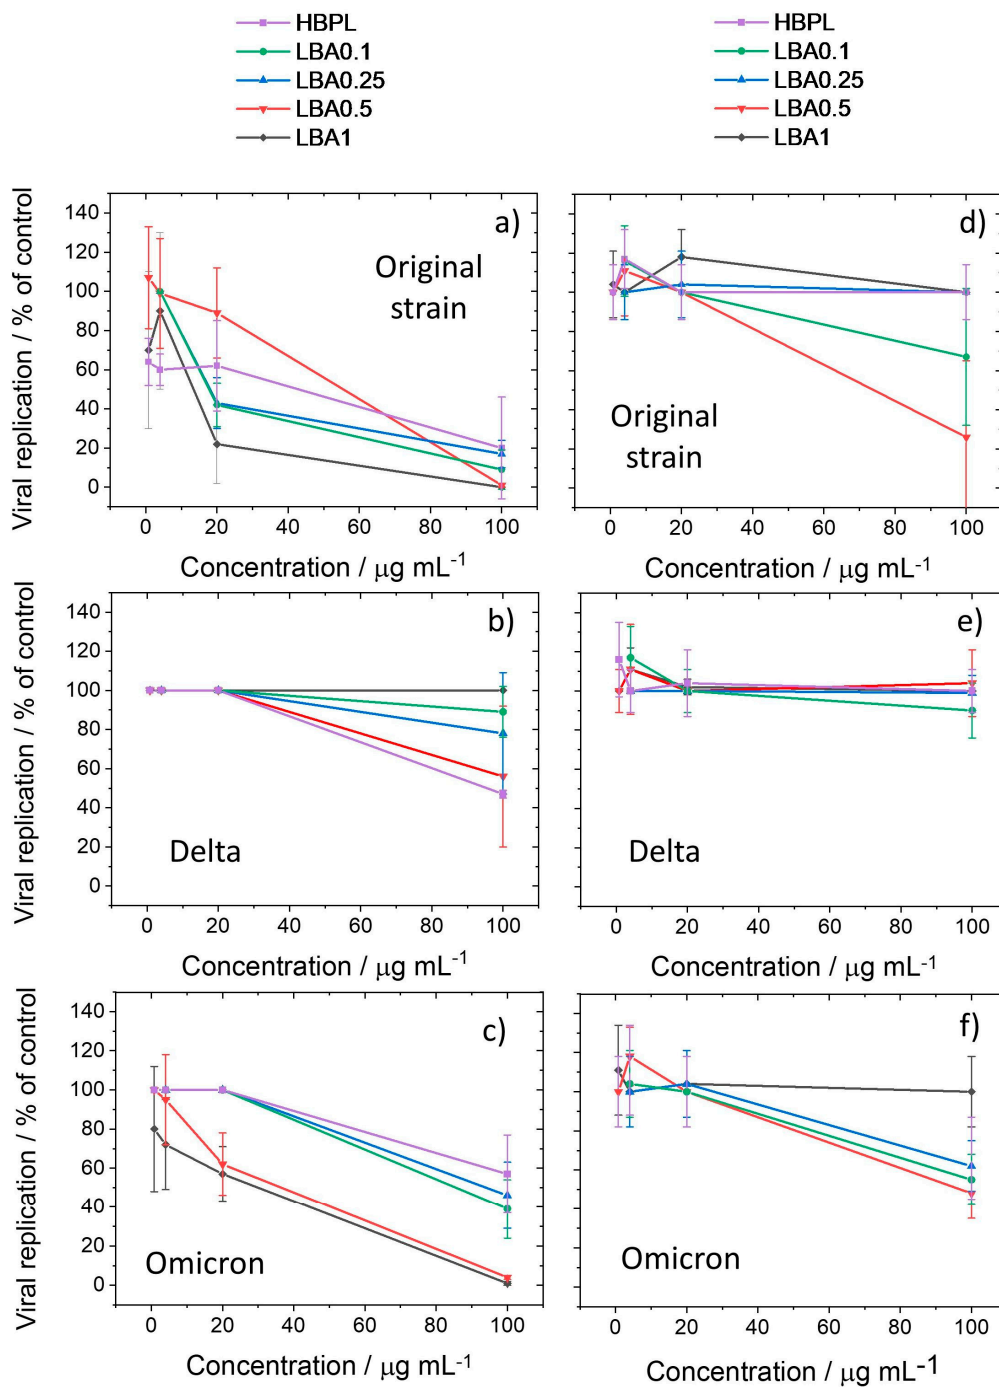 HBPL
LBA0.1
LBA0.25
LBA0.5
LBA1
HBPL
LBA0.1
LBA0.25
LBA0.5
LBA1
Viral replication / % of control
140
120
100
80
60
40
20
0
a)
Original
strain
0 20 40 60 80 100
Concentration / µg mL⁻¹
d)
Original
strain
0 20 40 60 80 100
Concentration / µg mL⁻¹
Viral replication / % of control
140
120
100
80
60
40
20
0
b)
Delta
0 20 40 60 80 100
Concentration / µg mL⁻¹
e)
Delta
0 20 40 60 80 100
Concentration / µg mL⁻¹
Viral replication / % of control
140
120
100
80
60
40
20
0
c)
Omicron
0 20 40 60 80 100
Concentration / µg mL⁻¹
f)
Omicron
0 20 40 60 80 100
Concentration / µg mL⁻¹